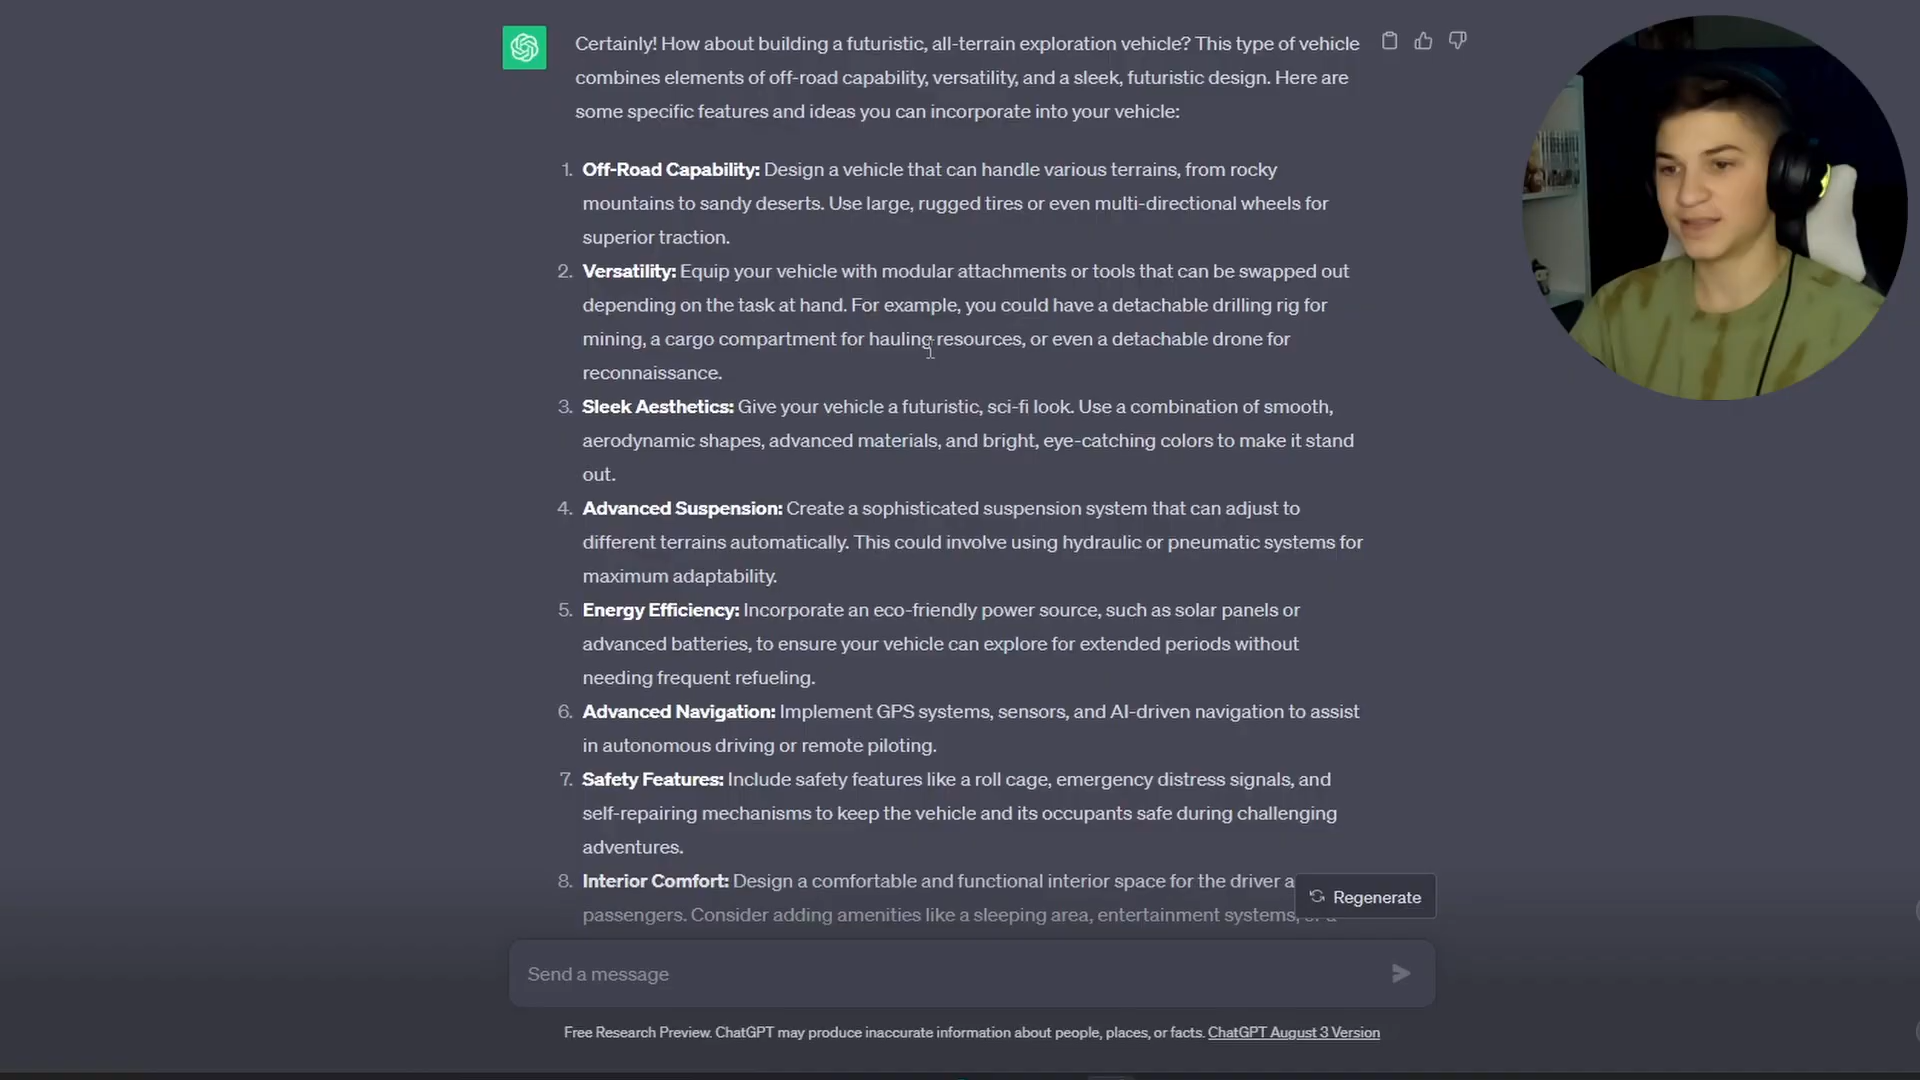 Certainly! How about building a futuristic, all-terrain exploration vehicle? This type of vehicle
combines elements of off-road capability, versatility, and a sleek, futuristic design. Here are
some specific features and ideas you can incorporate into your vehicle:
1. Off-Road Capability: Design a vehicle that can handle various terrains, from rocky
mountains to sandy deserts. Use large, rugged tires or even multi-directional wheels for
superior traction.
2. Versatility: Equip your vehicle with modular attachments or tools that can be swapped out
depending on the task at hand. For example, you could have a detachable drilling rig for
mining, a cargo compartment for hauling resources, or even a detachable drone for
reconnaissance.
3. Sleek Aesthetics: Give your vehicle a futuristic, sci-fi look. Use a combination of smooth,
aerodynamic shapes, advanced materials, and bright, eye-catching colors to make it stand
out.
4. Advanced Suspension: Create a sophisticated suspension system that can adjust to
different terrains automatically. This could involve using hydraulic or pneumatic systems for
maximum adaptability.
5. Energy Efficiency: Incorporate an eco-friendly power source, such as solar panels or
advanced batteries, to ensure your vehicle can explore for extended periods without
needing frequent refueling.
6. Advanced Navigation: Implement GPS systems, sensors, and AI-driven navigation to assist
in autonomous driving or remote piloting.
7. Safety Features: Include safety features like a roll cage, emergency distress signals, and
self-repairing mechanisms to keep the vehicle and its occupants safe during challenging
adventures.
8. Interior Comfort: Design a comfortable and functional interior space for the driver
passengers. Consider adding amenities like a sleeping area, entertainment systems,
Regenerate
Send a message
Free Research Preview. ChatGPT may produce inaccurate information about people, places, or facts. ChatGPT August 3 Version